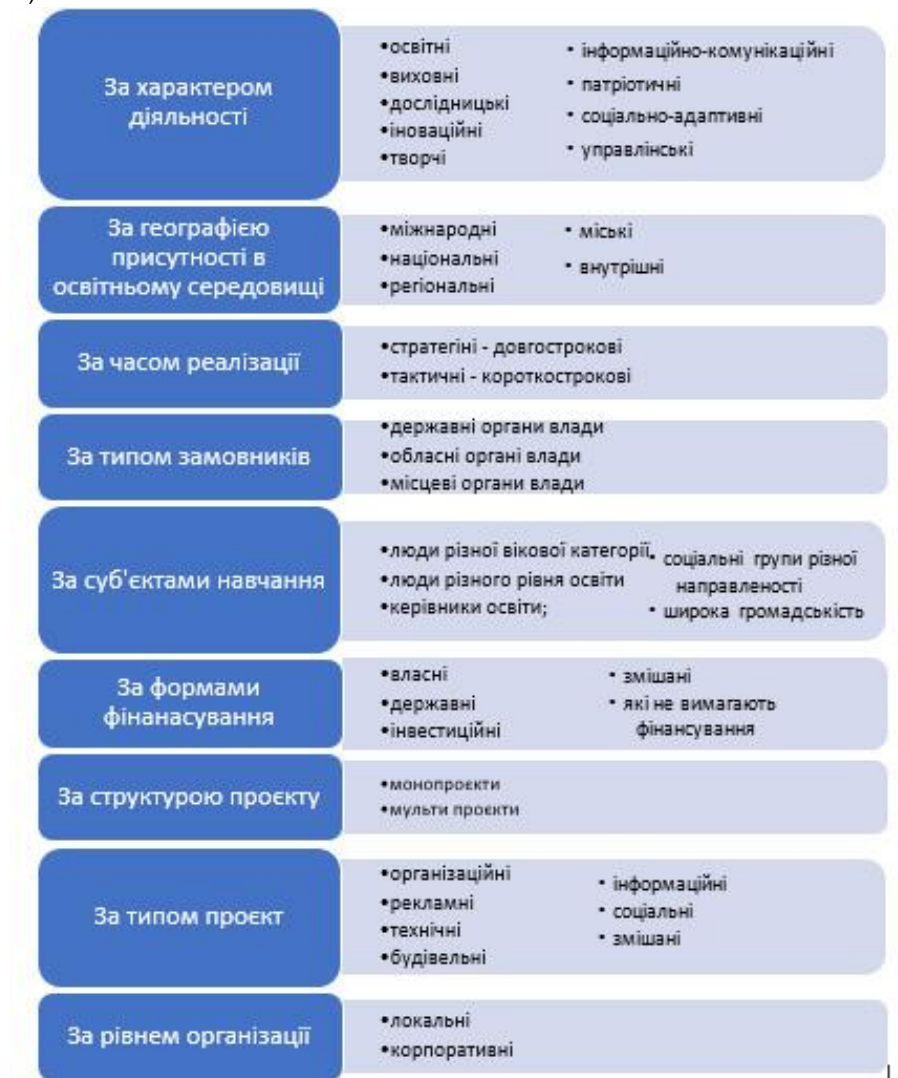 За характером
діяльності
•освітні
•виховні
•дослідницькі
•іноваційні
•творчі
• інформаційно-комунікаційні
• патріотичні
• соціально-адаптивні
• управлінські
За географією
присутності в
освітньому середовищі
•міжнародні
•національні
•регіональні
• міські
• внутрішні
За часом реалізації
•стратегіні - довгострокові
•тактичні - короткострокові
За типом замовників
•державні органи влади
•обласні органі влади
•місцеві органи влади
За суб'єктами навчання
•люди різної вікової категорії
•люди різного рівня освіти
•керівники освіти;
• соціальні групи різної
направленості
• широка громадськість
За формами
фінанасування
•власні
•державні
•інвестиційні
• змішані
• які не вимагають
фінансування
За структурою проєкту
•монопроєкти
•мульти проєкти
За типом проєкт
•організаційні
•рекламні
•технічні
•будівельні
• інформаційні
• соціальні
• змішані
За рівнем організації
•локальні
•корпоративні